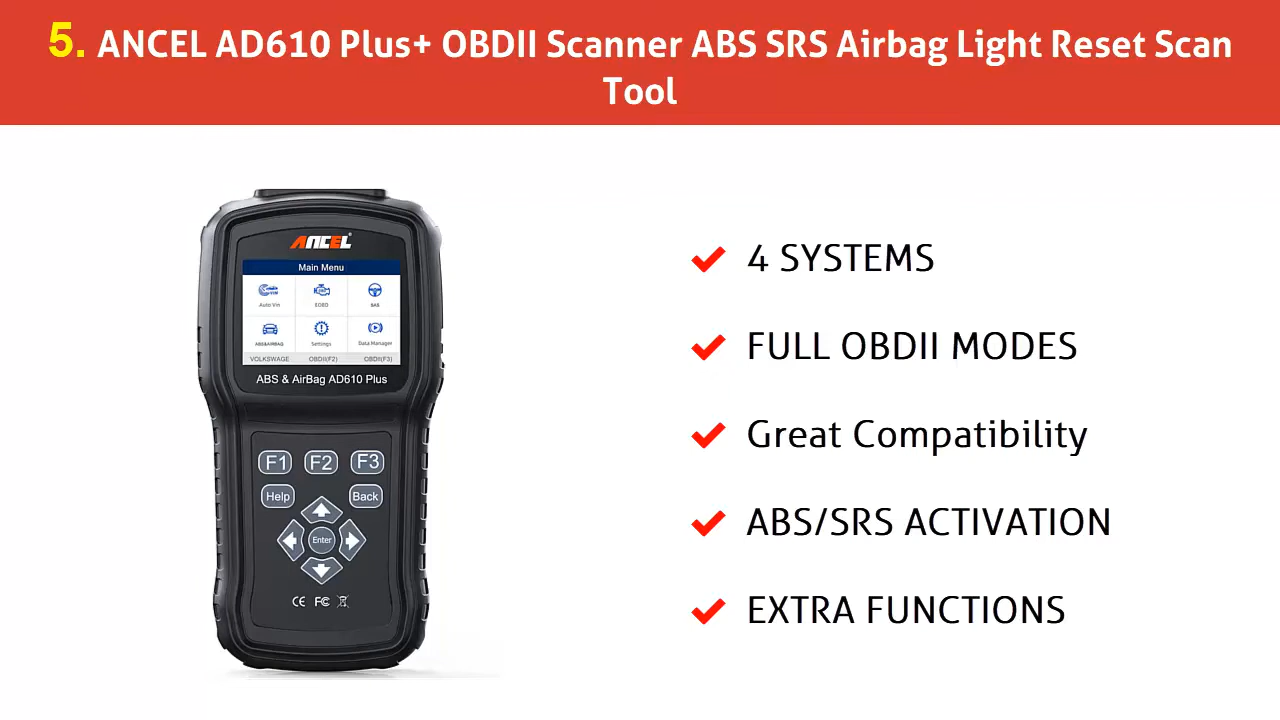 5. ANCEL AD610 Plus+ OBDII Scanner ABS SRS Airbag Light Reset Scan
Tool
ANCEL®
Main Menu
VIN
Auto Vin
EOBD
SAS
ABS&AIRBAG
Settings
Data Manager
VOLKSWAGE OBDII(F2) OBDII(F3)
ABS & AirBag AD610 Plus
F1 F2 F3
Help Back
Enter
CE FC
4 SYSTEMS
FULL OBDII MODES
Great Compatibility
ABS/SRS ACTIVATION
EXTRA FUNCTIONS